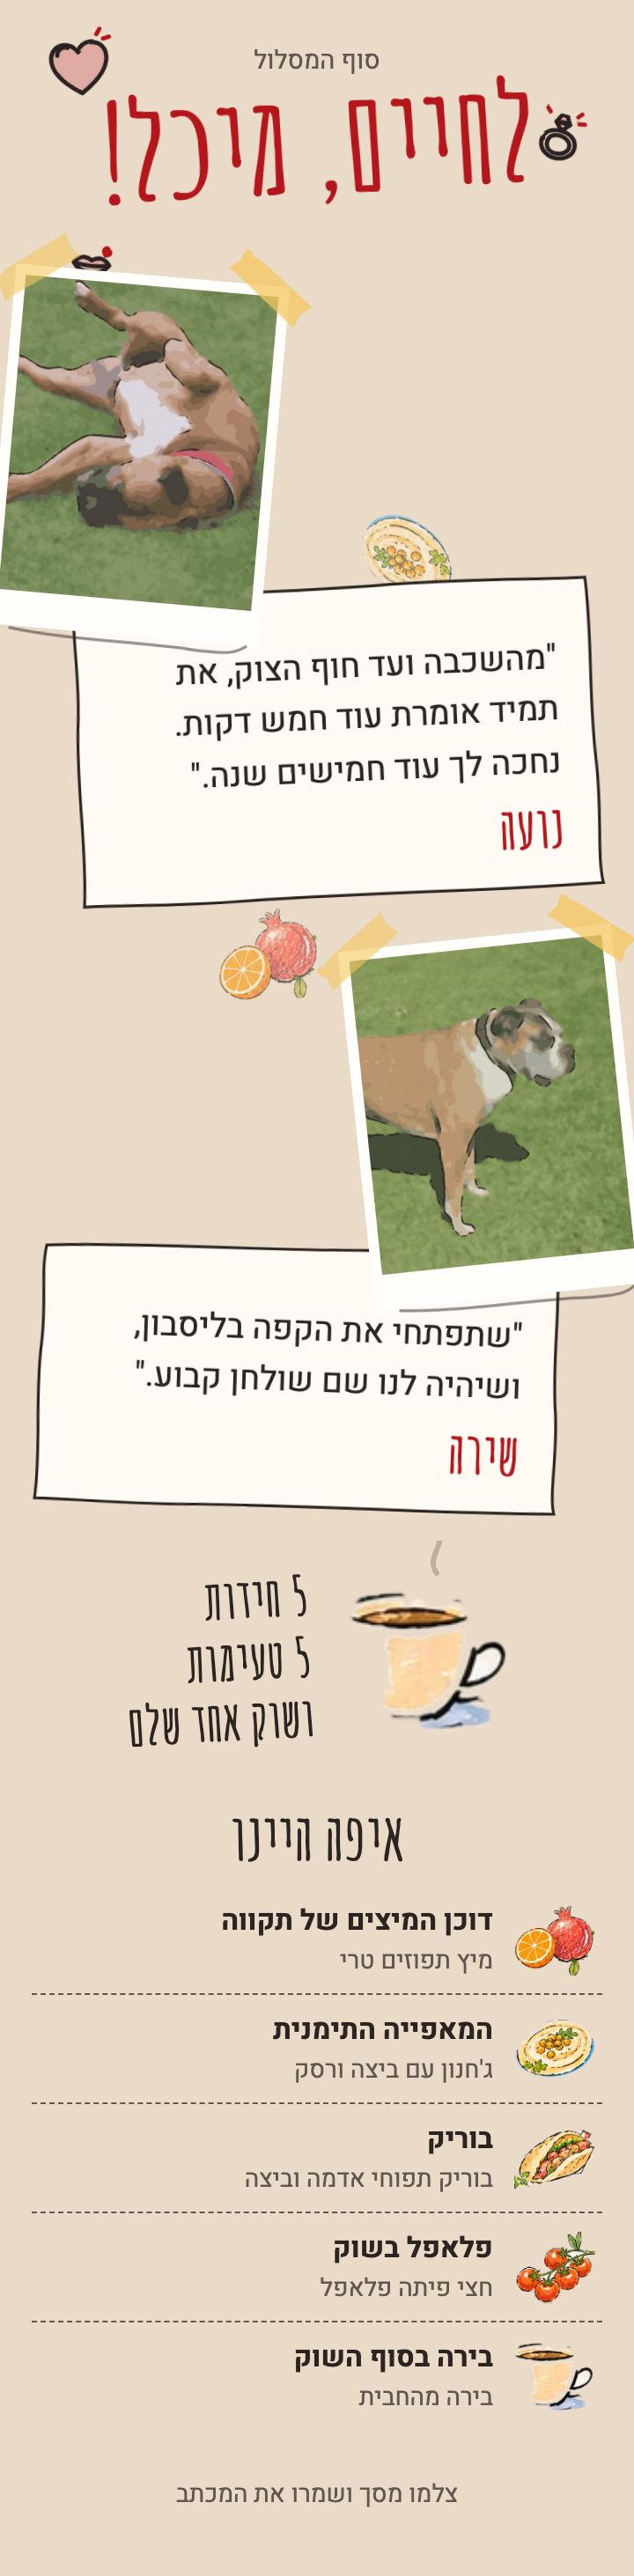 סוף המסלול
לחיים, מיכל!
"מהשכבה ועד חוף הצוק, את
תמיד אומרת עוד חמש דקות.
נחכה לך עוד חמישים שנה."
נועה
"שתפתחי את הקפה בליסבון,
ושיהיה לנו שם שולחן קבוע."
שירה
5 חידות
5 טעימות
ושוק אחד שלם
איפה היינו
דוכן המיצים של תקווה
מיץ תפוזים טרי
המאפייה התימנית
ג'חנון עם ביצה ורסק
בוריק
בוריק תפוחי אדמה וביצה
פלאפל בשוק
חצי פיתה פלאפל
בירה בסוף השוק
בירה מהחבית
צלמו מסך ושמרו את המכתב